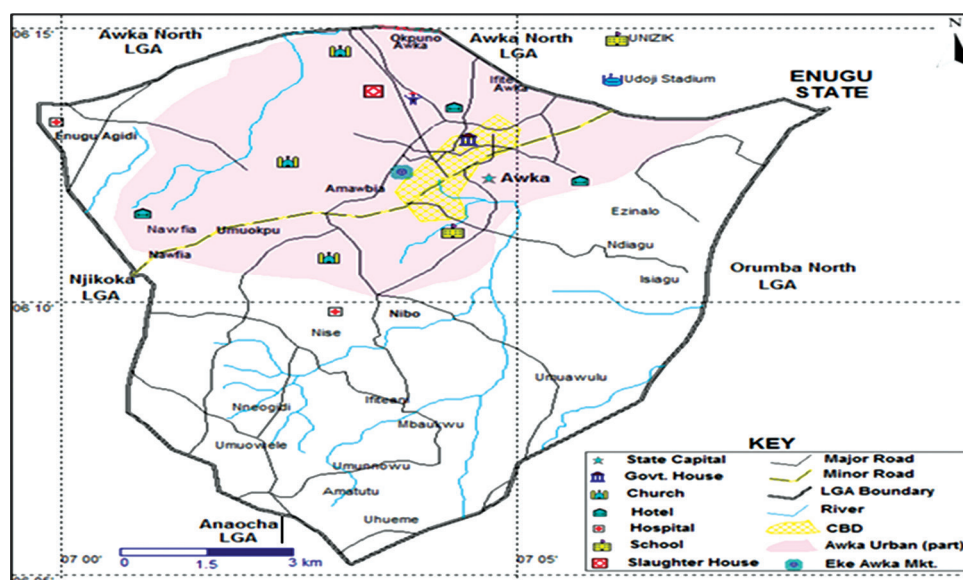 N
06 15
Awka North
LGA
Okpuno
Awka
Awka North
LGA
UNIZIK
Ifite
Awka
Udoji Stadium
ENUGU
STATE
Enugu Agidi
Amawbia
Awka
Ezinalo
Nawfia
Umuokpu
Ndiagu
Nawfia
Isiagu
Njikoka
LGA
Orumba North
LGA
06 10
Nibo
Nise
Umuawulu
Nneogidi
Ifiteani
Mbaukwu
Umuowele
Umunnowu
Amatutu
Uhueme
Anaocha
LGA
07 00
07 05
0
1.5
3 km
KEY
State Capital
Govt. House
Church
Hotel
Hospital
School
Slaughter House
Major Road
Minor Road
LGA Boundary
River
CBD
Awka Urban (part)
Eke Awka Mkt.